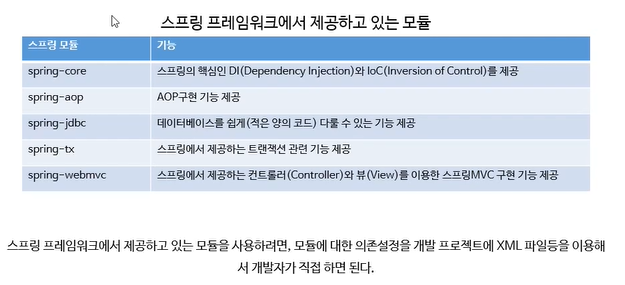 스프링 프레임워크에서 제공하고 있는 모듈
스프링 모듈 기능
spring-core 스프링의 핵심인 DI(Dependency Injection)와 IoC(Inversion of Control)를 제공
spring-aop AOP구현 기능 제공
spring-jdbc 데이터베이스를 쉽게(적은 양의 코드) 다룰 수 있는 기능 제공
spring-tx 스프링에서 제공하는 트랜잭션 관련 기능 제공
spring-webmvc 스프링에서 제공하는 컨트롤러(Controller)와 뷰(View)를 이용한 스프링MVC 구현 기능 제공
스프링 프레임워크에서 제공하고 있는 모듈을 사용하려면, 모듈에 대한 의존설정을 개발 프로젝트에 XML 파일등을 이용해
서 개발자가 직접 하면 된다.